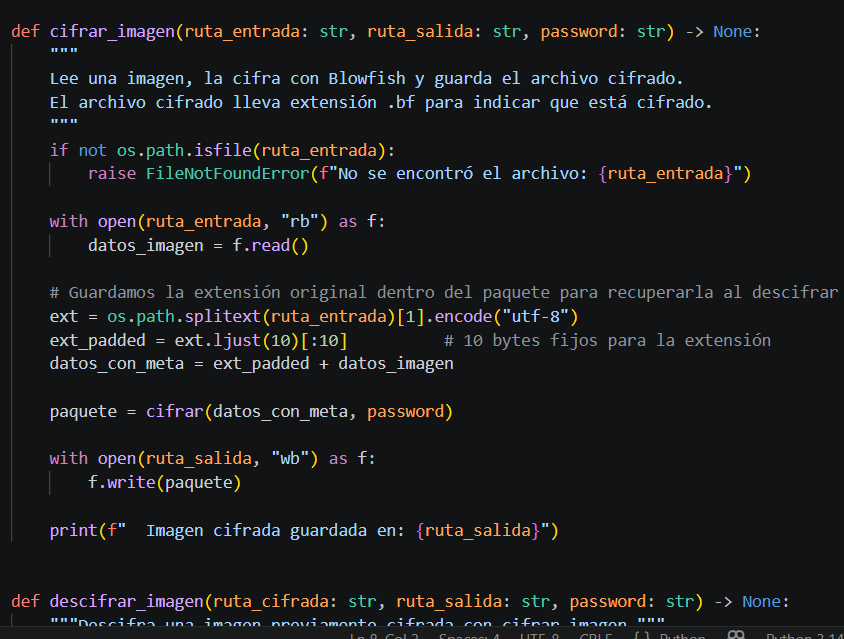 def cifrar_imagen(ruta_entrada: str, ruta_salida: str, password: str) -> None:
    """
    Lee una imagen, la cifra con Blowfish y guarda el archivo cifrado.
    El archivo cifrado lleva extensión .bf para indicar que está cifrado.
    """
    if not os.path.isfile(ruta_entrada):
        raise FileNotFoundError(f"No se encontró el archivo: {ruta_entrada}")

    with open(ruta_entrada, "rb") as f:
        datos_imagen = f.read()

    # Guardamos la extensión original dentro del paquete para recuperarla al descifrar
    ext = os.path.splitext(ruta_entrada)[1].encode("utf-8")
    ext_padded = ext.ljust(10)[:10]          # 10 bytes fijos para la extensión
    datos_con_meta = ext_padded + datos_imagen

    paquete = cifrar(datos_con_meta, password)

    with open(ruta_salida, "wb") as f:
        f.write(paquete)

    print(f"  Imagen cifrada guardada en: {ruta_salida}")


def descifrar_imagen(ruta_cifrada: str, ruta_salida: str, password: str) -> None:
    """Descifra una imagen previamente cifrada con cifrar_imagen."""
Ln 8, Col 2 Spaces: 4 UTF-8 CRLF { } Python Python 3.14